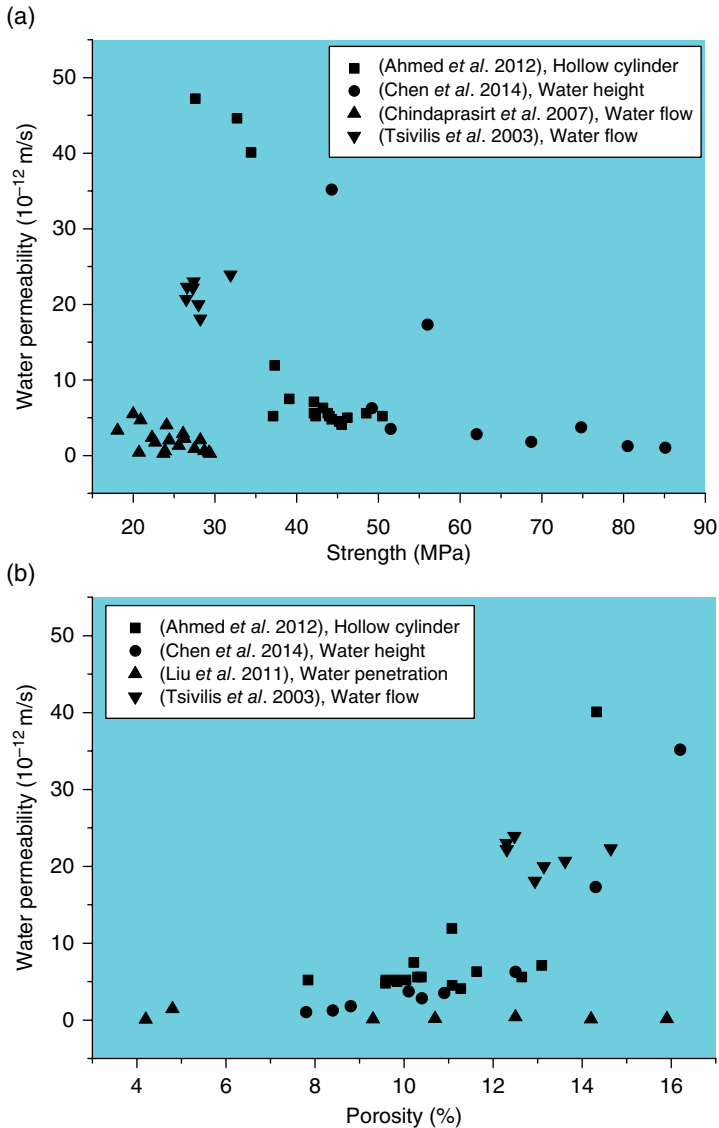 (a)
(Ahmed et al. 2012), Hollow cylinder
(Chen et al. 2014), Water height
(Chindaprasirt et al. 2007), Water flow
(Tsivilis et al. 2003), Water flow
50
40
30
20
10
0
Water permeability (10⁻¹² m/s)
20 30 40 50 60 70 80 90
Strength (MPa)
(b)
(Ahmed et al. 2012), Hollow cylinder
(Chen et al. 2014), Water height
(Liu et al. 2011), Water penetration
(Tsivilis et al. 2003), Water flow
50
40
30
20
10
0
Water permeability (10⁻¹² m/s)
4 6 8 10 12 14 16
Porosity (%)